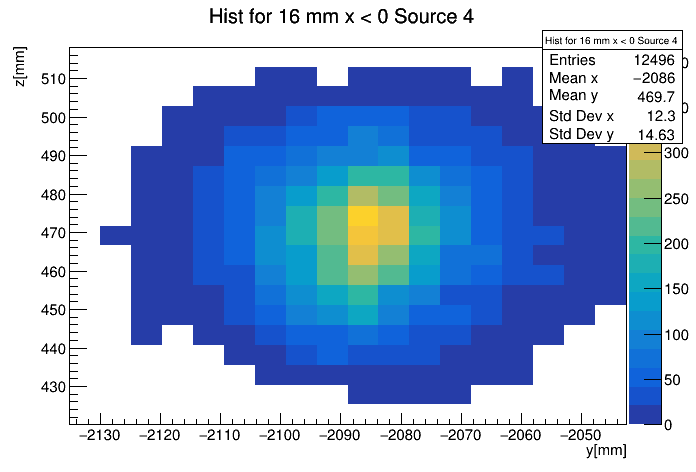 Hist for 16 mm x < 0 Source 4
Hist for 16 mm x < 0 Source 4
Entries 12496
Mean x −2086
Mean y 469.7
Std Dev x 12.3
Std Dev y 14.63
z[mm]
510
500
490
480
470
460
450
440
430
0
0
300
250
200
150
100
50
0
−2130 −2120 −2110 −2100 −2090 −2080 −2070 −2060 −2050
y[mm]